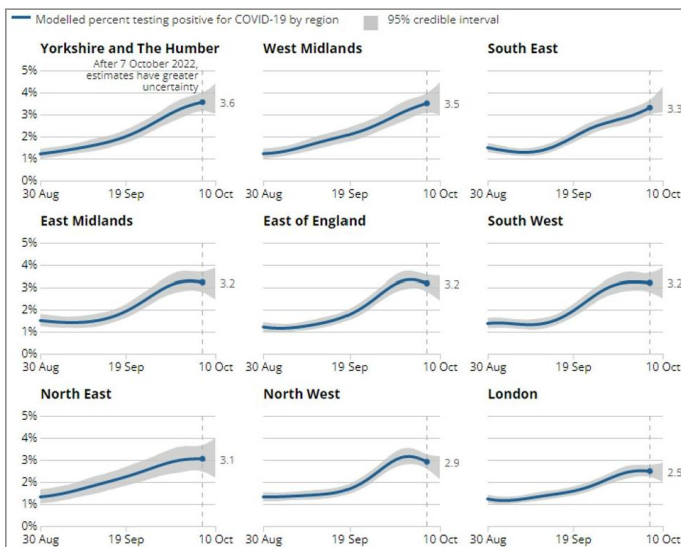 Modelled percent testing positive for COVID-19 by region 95% credible interval
Yorkshire and The Humber West Midlands South East
After 7 October 2022,
estimates have greater
uncertainty
5%
4%
3%
2%
1%
0%
3.6 3.5 3.3
30 Aug 19 Sep 10 Oct 30 Aug 19 Sep 10 Oct 30 Aug 19 Sep 10 Oct
East Midlands East of England South West
5%
4%
3%
2%
1%
0%
3.2 3.2 3.2
30 Aug 19 Sep 10 Oct 30 Aug 19 Sep 10 Oct 30 Aug 19 Sep 10 Oct
North East North West London
5%
4%
3%
2%
1%
0%
3.1 2.9 2.5
30 Aug 19 Sep 10 Oct 30 Aug 19 Sep 10 Oct 30 Aug 19 Sep 10 Oct